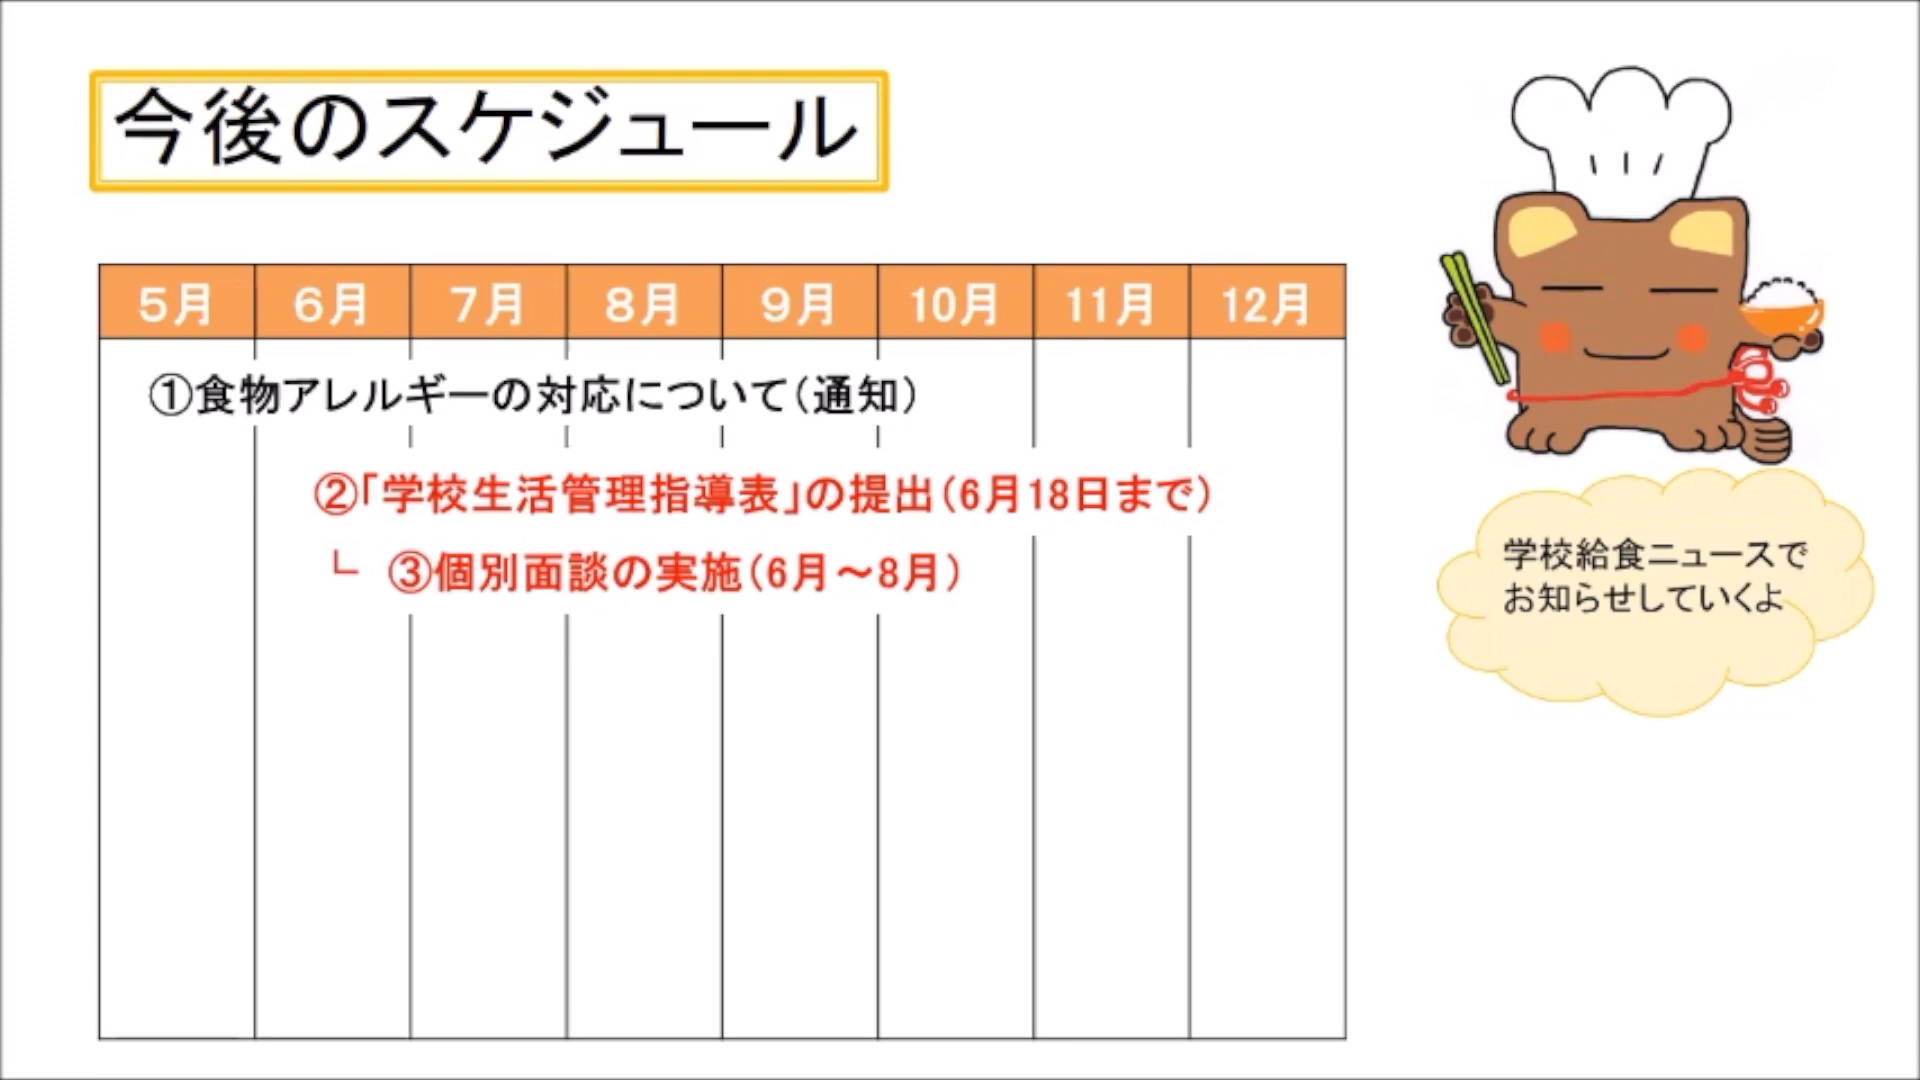 今後のスケジュール
5月 6月 7月 8月 9月 10月 11月 12月
①食物アレルギーの対応について(通知)
②「学校生活管理指導表」の提出(6月18日まで)
└ ③個別面談の実施(6月～8月)
学校給食ニュースで
お知らせしていくよ